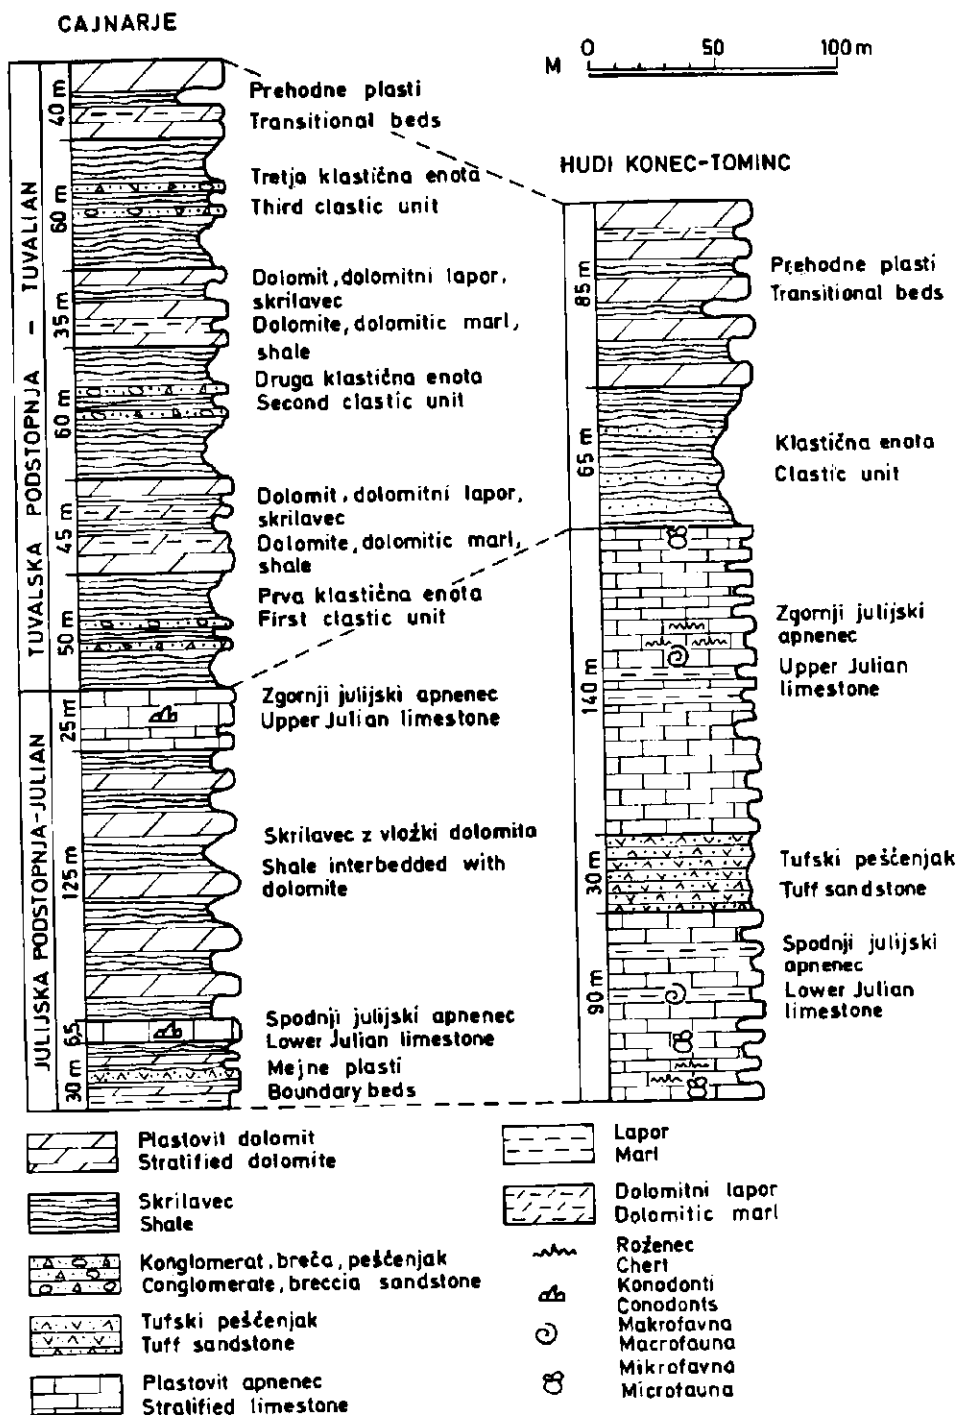 CAJNARJE
M 0 50 100 m
HUDI KONEC-TOMINC
TUVALSKA PODSTOPNJA – TUVALIAN
JULIJSKA PODSTOPNJA-JULIAN
40 m
Prehodne plasti
Transitional beds
60 m
Tretja klastična enota
Third clastic unit
35 m
Dolomit, dolomitni lapor,
skrilavec
Dolomite, dolomitic marl,
shale
60 m
Druga klastična enota
Second clastic unit
45 m
Dolomit, dolomitni lapor,
skrilavec
Dolomite, dolomitic marl,
shale
50 m
Prva klastična enota
First clastic unit
25 m
Zgornji julijski apnenec
Upper Julian limestone
125 m
Skrilavec z vložki dolomita
Shale interbedded with
dolomite
6,5
Spodnji julijski apnenec
Lower Julian limestone
30 m
Mejne plasti
Boundary beds
85 m
Prehodne plasti
Transitional beds
65 m
Klastična enota
Clastic unit
140 m
Zgornji julijski
apnenec
Upper Julian
limestone
30 m
Tufski peščenjak
Tuff sandstone
90 m
Spodnji julijski
apnenec
Lower Julian
limestone
Plastovit dolomit
Stratified dolomite
Skrilavec
Shale
Konglomerat, breča, peščenjak
Conglomerate, breccia sandstone
Tufski peščenjak
Tuff sandstone
Plastovit apnenec
Stratified limestone
Lapor
Marl
Dolomitni lapor
Dolomitic marl
Roženec
Chert
Konodonti
Conodonts
Makrofavna
Macrofauna
Mikrofavna
Microfauna